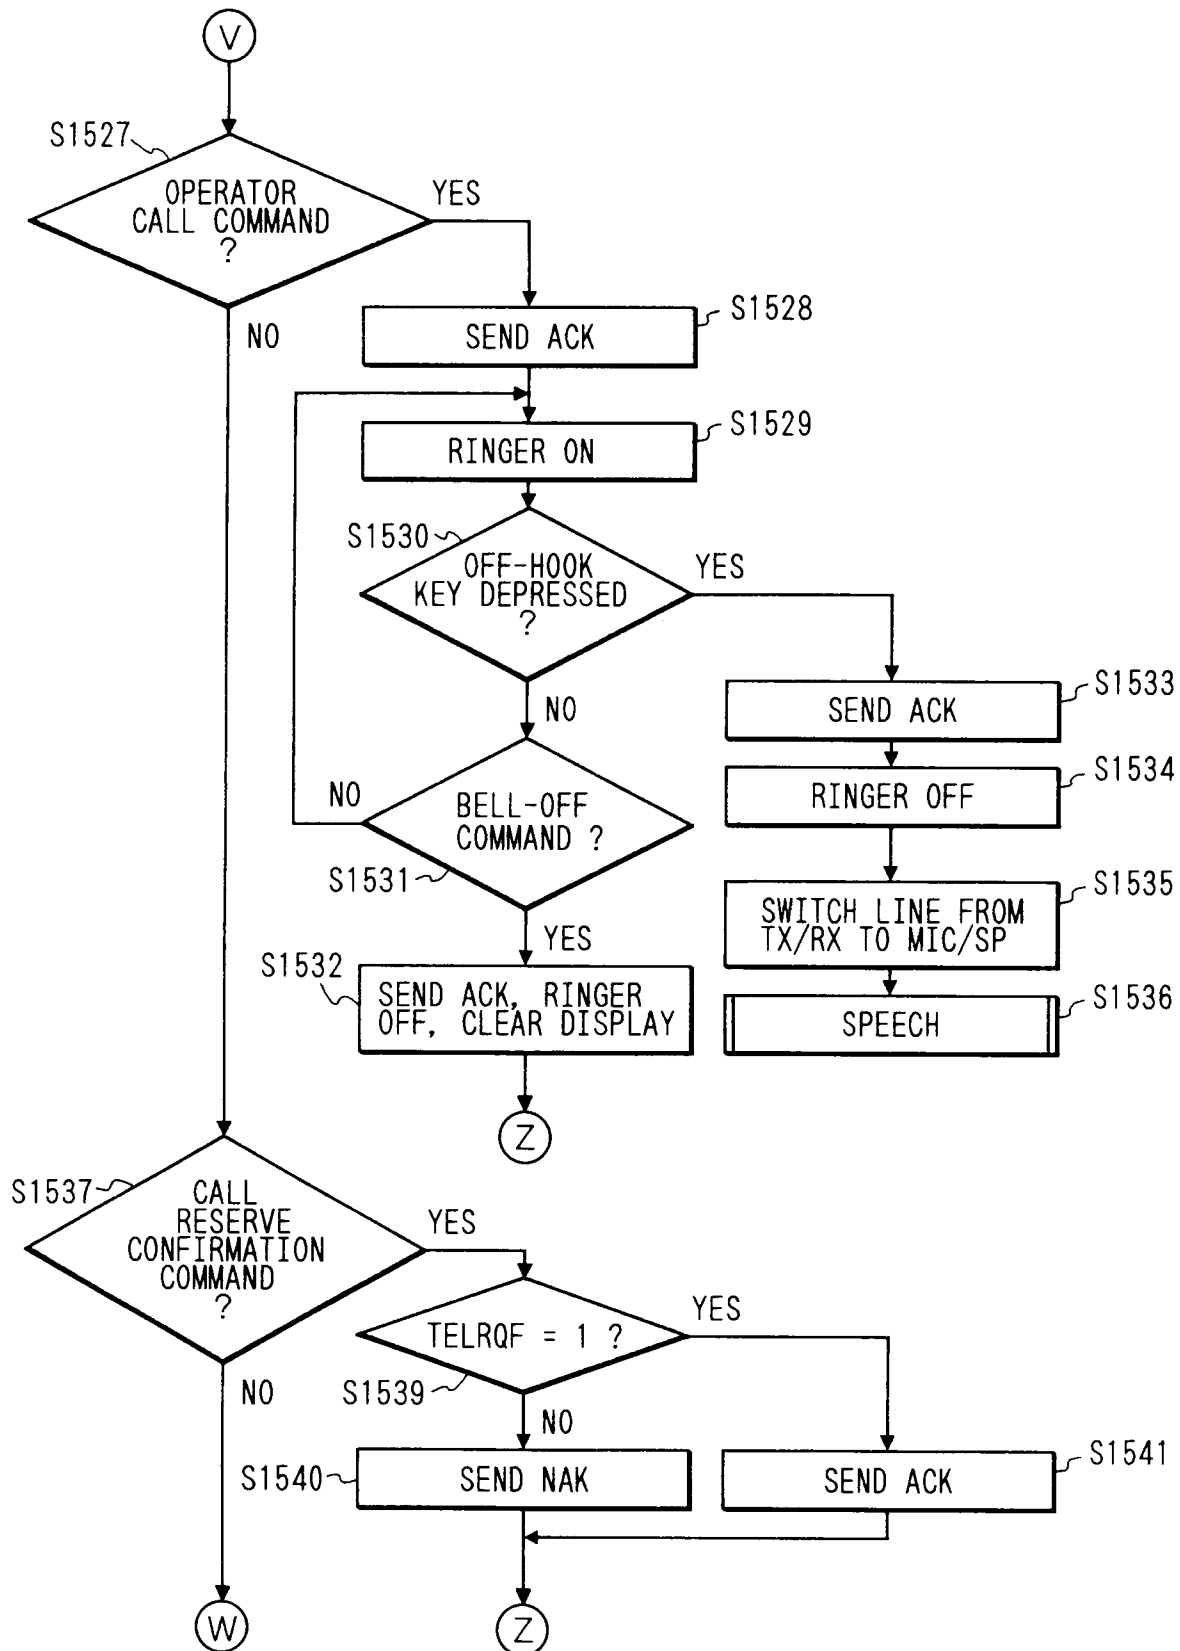 V
S1527
OPERATOR
CALL COMMAND
?
YES
NO
SEND ACK
S1528
RINGER ON
S1529
S1530
OFF-HOOK
KEY DEPRESSED
?
YES
NO
SEND ACK
S1533
RINGER OFF
S1534
NO
BELL-OFF
COMMAND ?
S1531
YES
SWITCH LINE FROM
TX/RX TO MIC/SP
S1535
S1532
SEND ACK, RINGER
OFF, CLEAR DISPLAY
SPEECH
S1536
Z
S1537
CALL
RESERVE
CONFIRMATION
COMMAND
?
YES
NO
TELRQF = 1 ?
YES
S1539
NO
S1540
SEND NAK
SEND ACK
S1541
W
Z